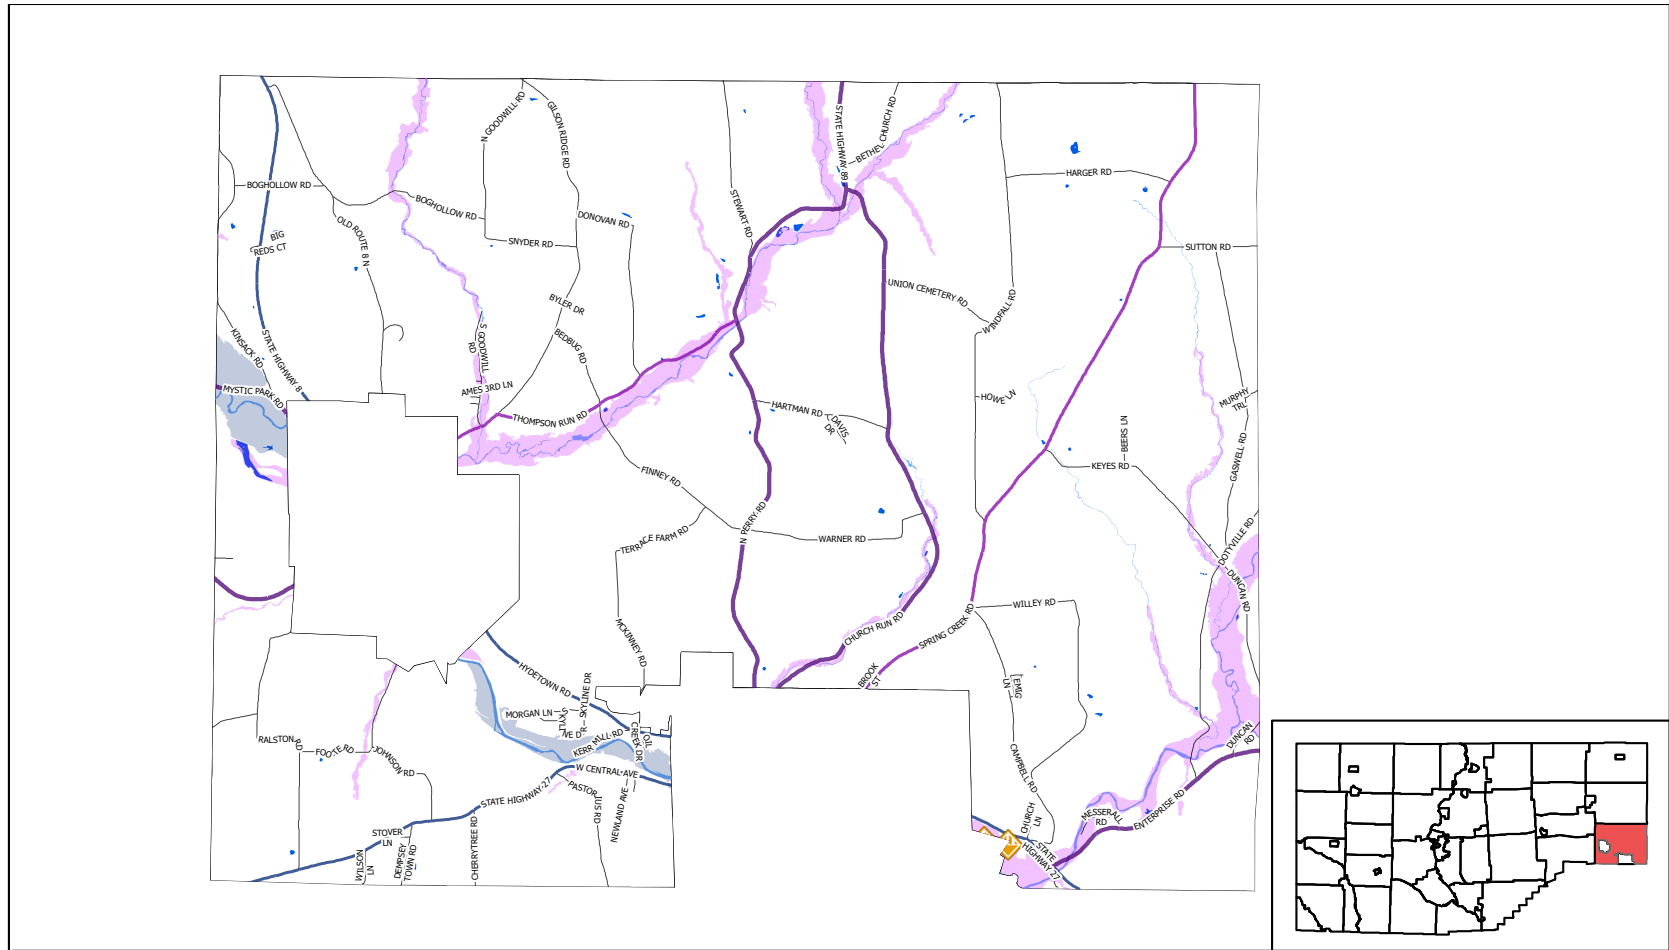 N GOODWILL RD
GILSON RIDGE RD
STATE HIGHWAY 89
BETHEL CHURCH RD
BOGHOLLOW RD
BOGHOLLOW RD
HARGER RD
STEWART RD
DONOVAN RD
OLD ROUTE 8 N
BIG
REDS CT
SNYDER RD
SUTTON RD
UNION CEMETERY RD
WINDFALL RD
BYLER DR
BEDBUG RD
S GOODWILL
RD
KINSACK RD
STATE HIGHWAY 8
MYSTIC PARK RD
AMES 3RD LN
THOMPSON RUN RD
HARTMAN RD
DAVIS
DR
HOWE LN
MURPHY
TRL
BEERS LN
KEYES RD
GASWELL RD
FINNEY RD
N PERRY RD
TERRACE FARM RD
WARNER RD
DOTYVILLE RD
DUNCAN RD
WILLEY RD
MCKINNEY RD
CHURCH RUN RD
SPRING CREEK RD
BROOK
ST
HYDETOWN RD
SKYLINE DR
LEMIG
LN
MORGAN LN
KERR MILL RD
OIL
CREEK DR
RALSTON RD
FOOTE RD
JOHNSON RD
W CENTRAL AVE
DUNCAN
RD
CAMPBELL RD
STATE HIGHWAY 27
PASTORIUS RD
NEWLAND AVE
CHURCH
LN
MESSERALL
RD
ENTERPRISE RD
STOVER
LN
WILSON
LN
DEMPSEY
TOWN RD
CHERRYTREE RD
STATE
HIGHWAY 27